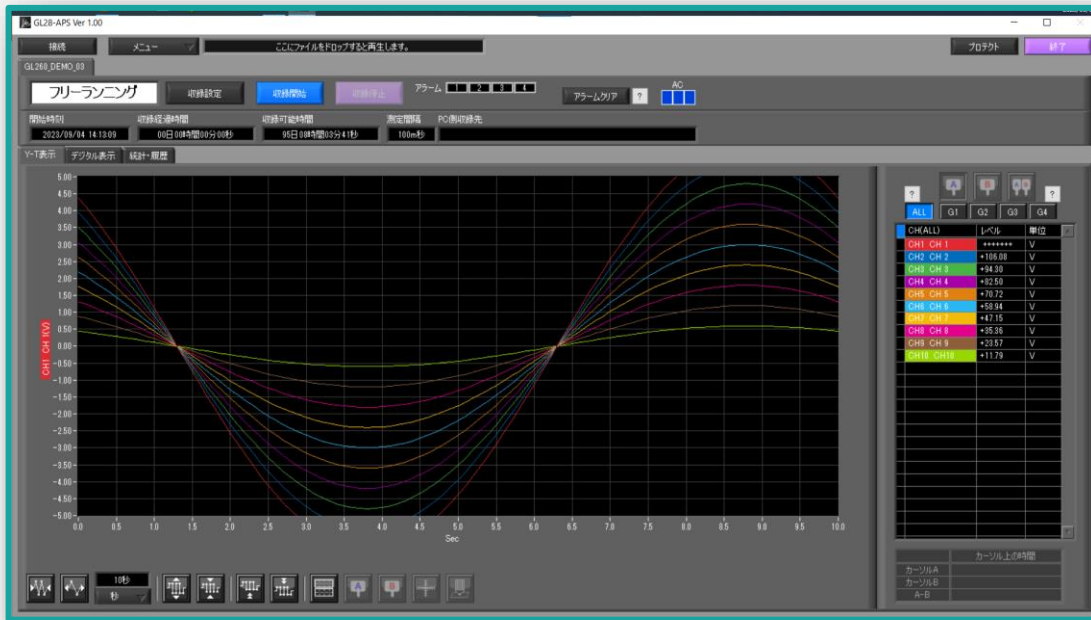 GL28-APS Ver 1.00
接続 メニュー ここにファイルをドロップすると再生します。 プロテクト 終了
GL260_DEMO_03
フリーランニング 収録設定 収録開始 収録停止 アラーム 1 2 3 4 アラームクリア ? AC
開始時刻 収録経過時間 収録可能時間 測定間隔 PC側収録先
2023/09/04 14:13:09 00日00時間00分00秒 95日08時間03分41秒 100m秒
Y-T表示 デジタル表示 統計・履歴
? A B A B ?
ALL G1 G2 G3 G4
CH(ALL) レベル 単位
CH1 CH 1 +++++++ V
CH2 CH 2 +106.08 V
CH3 CH 3 +94.30 V
CH4 CH 4 +82.50 V
CH5 CH 5 +70.72 V
CH6 CH 6 +58.94 V
CH7 CH 7 +47.15 V
CH8 CH 8 +35.36 V
CH9 CH 9 +23.57 V
CH10 CH10 +11.79 V
5.00
4.50
4.00
3.50
3.00
2.50
2.00
1.50
1.00
0.50
0.00
-0.50
-1.00
-1.50
-2.00
-2.50
-3.00
-3.50
-4.00
-4.50
-5.00
CH1 CH 1(V)
0.0 0.5 1.0 1.5 2.0 2.5 3.0 3.5 4.0 4.5 5.0 5.5 6.0 6.5 7.0 7.5 8.0 8.5 9.0 9.5 10.0
Sec
10秒
秒
A B
カーソル上の時間
カーソルA
カーソルB
A-B